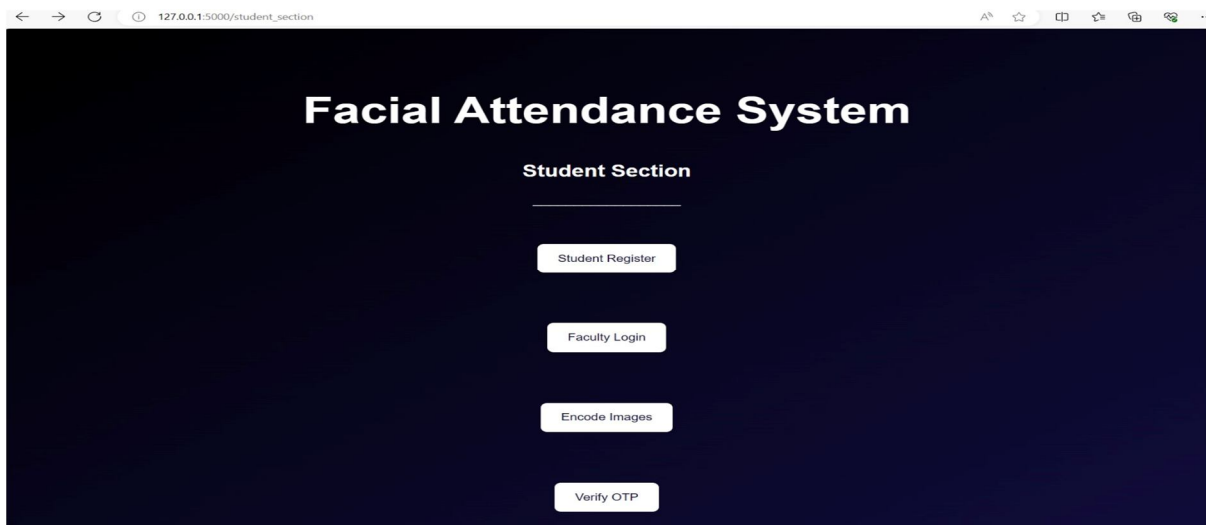 127.0.0.1:5000/student_section
Facial Attendance System
Student Section
Student Register
Faculty Login
Encode Images
Verify OTP